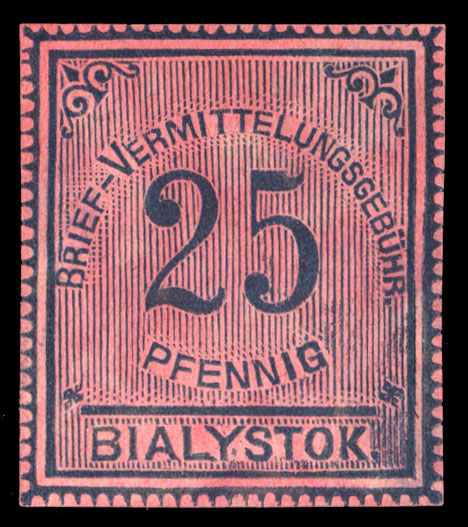 BRIEF-VERMITTELUNGSGEBÜHR.
25
PFENNIG
BIALYSTOK.